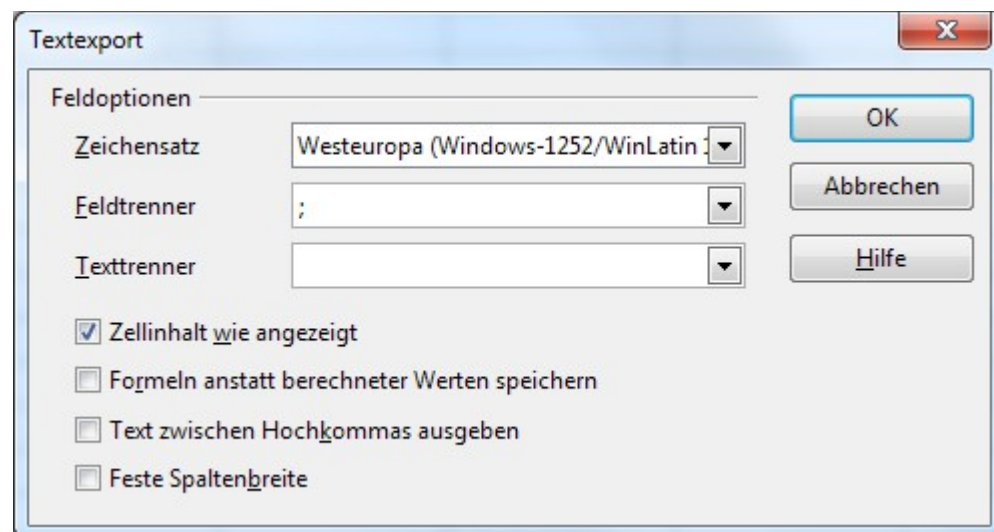 Textexport
Feldoptionen
OK
Zeichensatz Westeuropa (Windows-1252/WinLatin
Abbrechen
Feldtrenner ;
Texttrenner
Hilfe
Zellinhalt wie angezeigt
Formeln anstatt berechneter Werten speichern
Text zwischen Hochkommas ausgeben
Feste Spaltenbreite